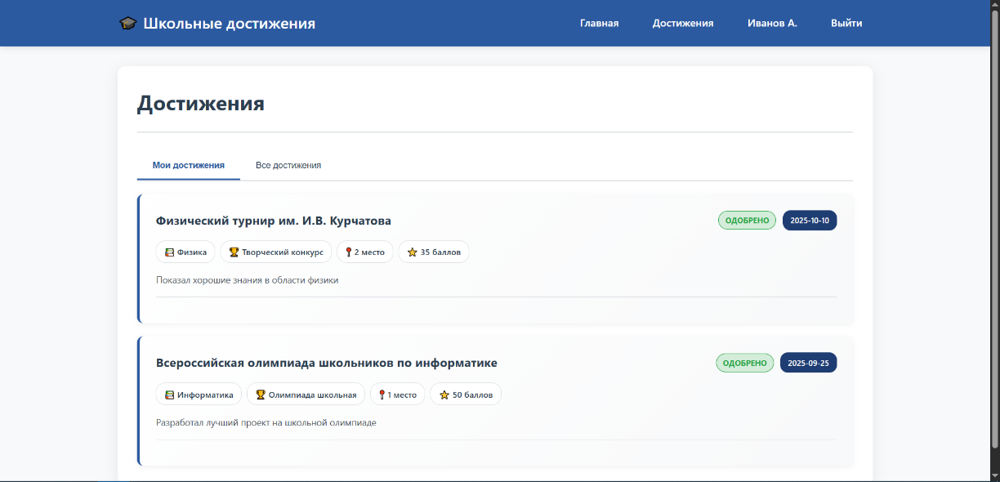 Школьные достижения
Главная Достижения Иванов А. Выйти
Достижения
Мои достижения Все достижения
Физический турнир им. И.В. Курчатова ОДОБРЕНО 2025-10-10
Физика Творческий конкурс 2 место 35 баллов
Показал хорошие знания в области физики
Всероссийская олимпиада школьников по информатике ОДОБРЕНО 2025-09-25
Информатика Олимпиада школьная 1 место 50 баллов
Разработал лучший проект на школьной олимпиаде